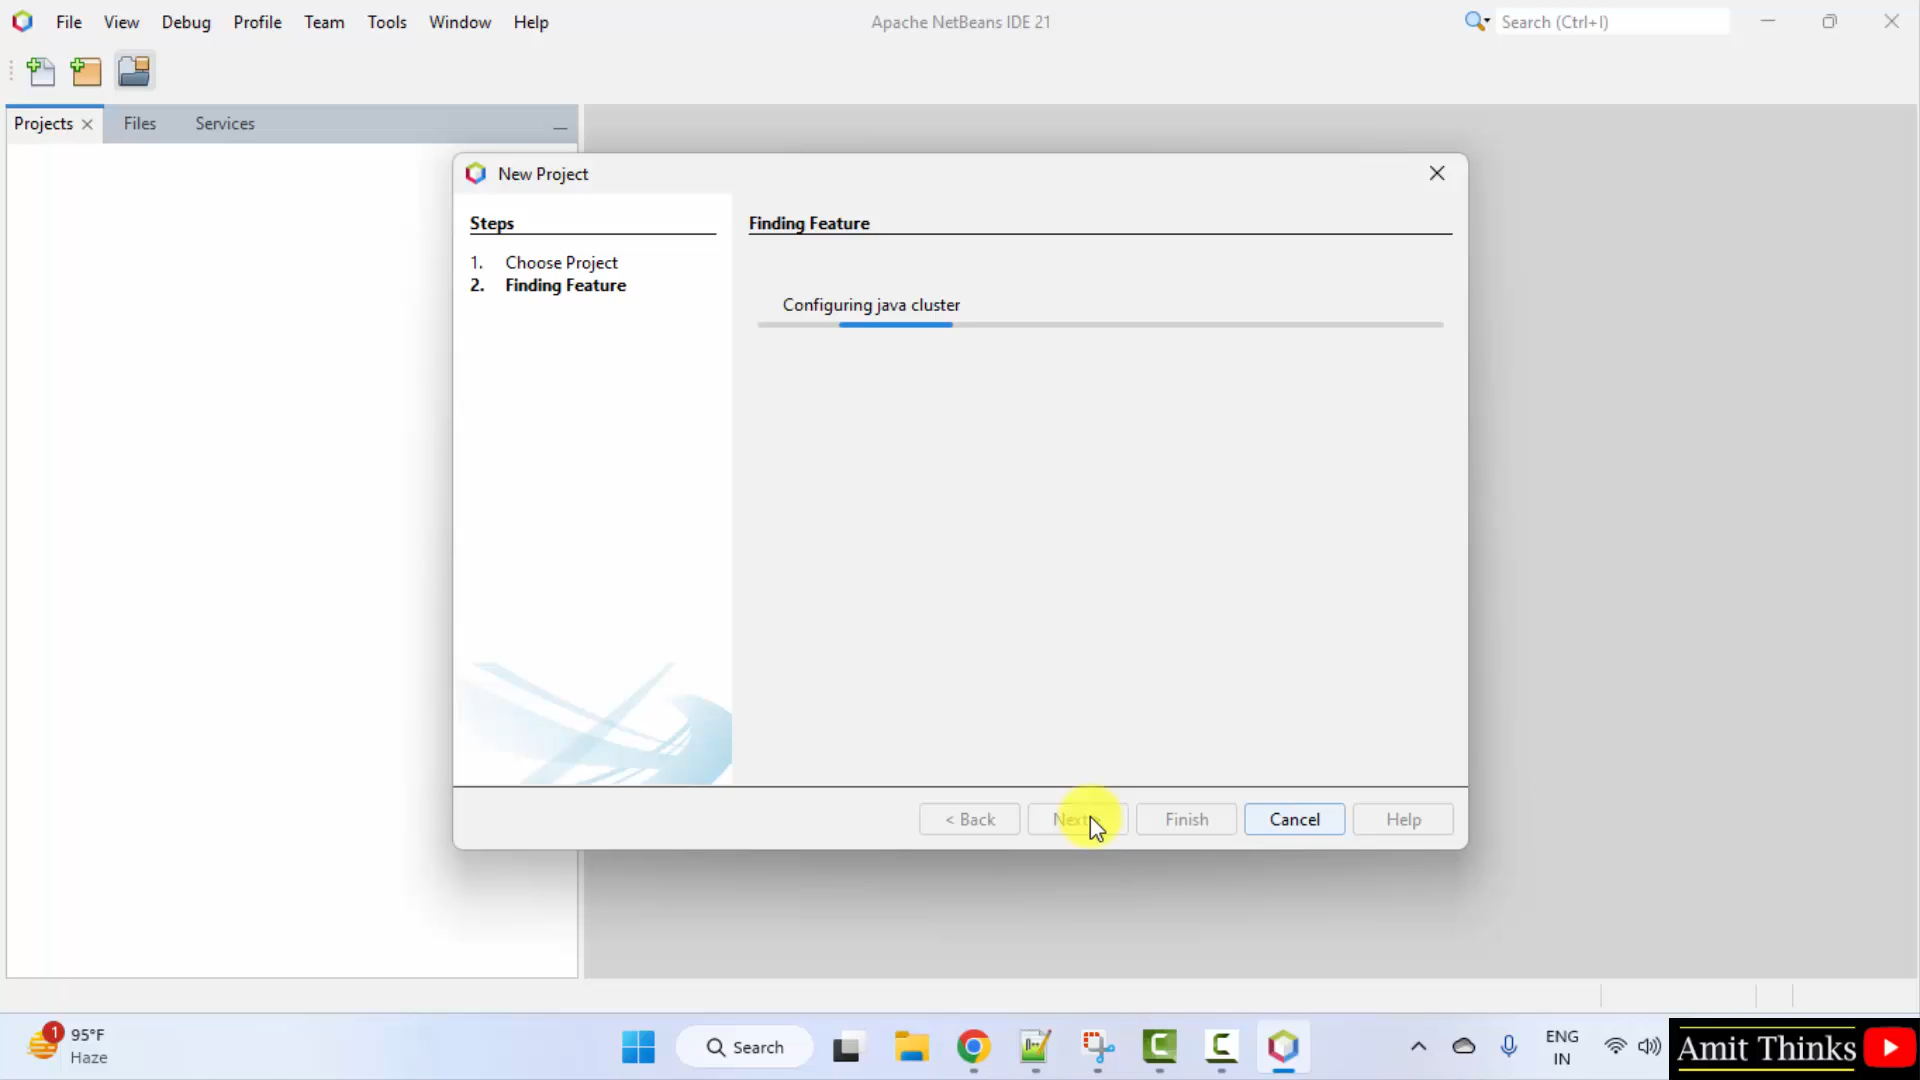 File View Debug Profile Team Tools Window Help
Apache NetBeans IDE 21
Search (Ctrl+I)
Projects Files Services
New Project
Steps
1. Choose Project
2. Finding Feature
Finding Feature
Configuring java cluster
< Back Next > Finish Cancel Help
1
95°F
Haze
Search
ENG
IN
Amit Thinks